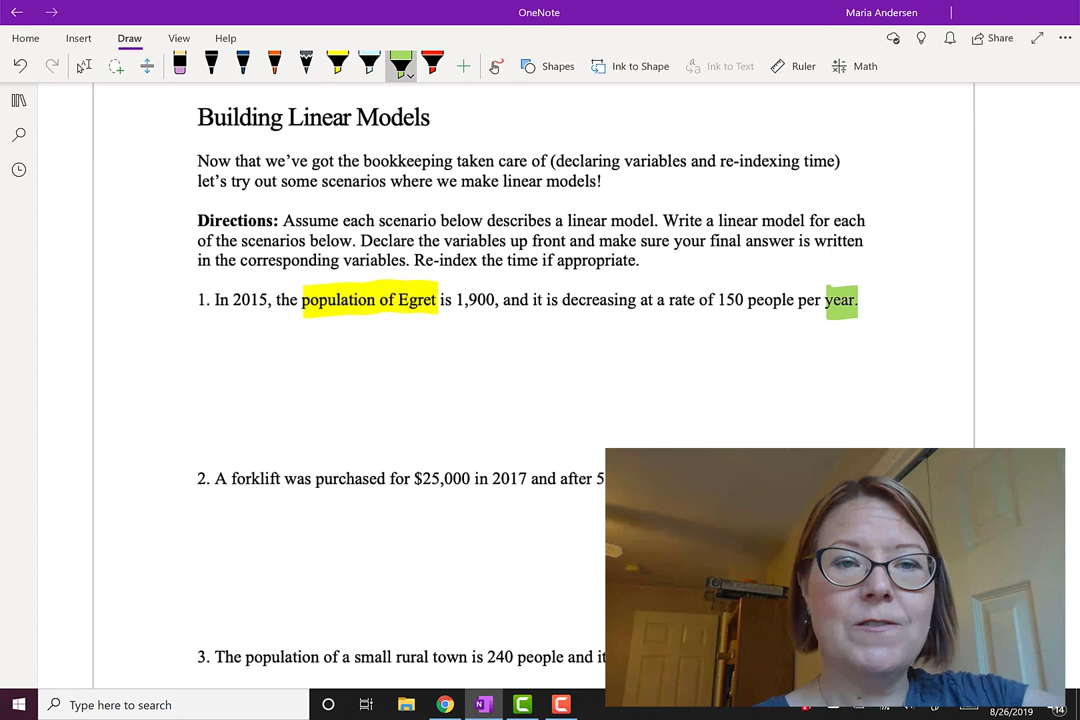 OneNote
Maria Andersen
Home Insert Draw View Help
Share
Shapes Ink to Shape Ink to Text Ruler Math
Building Linear Models
Now that we've got the bookkeeping taken care of (declaring variables and re-indexing time)
let's try out some scenarios where we make linear models!
Directions: Assume each scenario below describes a linear model. Write a linear model for each
of the scenarios below. Declare the variables up front and make sure your final answer is written
in the corresponding variables. Re-index the time if appropriate.
1. In 2015, the population of Egret is 1,900, and it is decreasing at a rate of 150 people per year.
2. A forklift was purchased for $25,000 in 2017 and after 5
3. The population of a small rural town is 240 people and it
Type here to search
8/26/2019
14